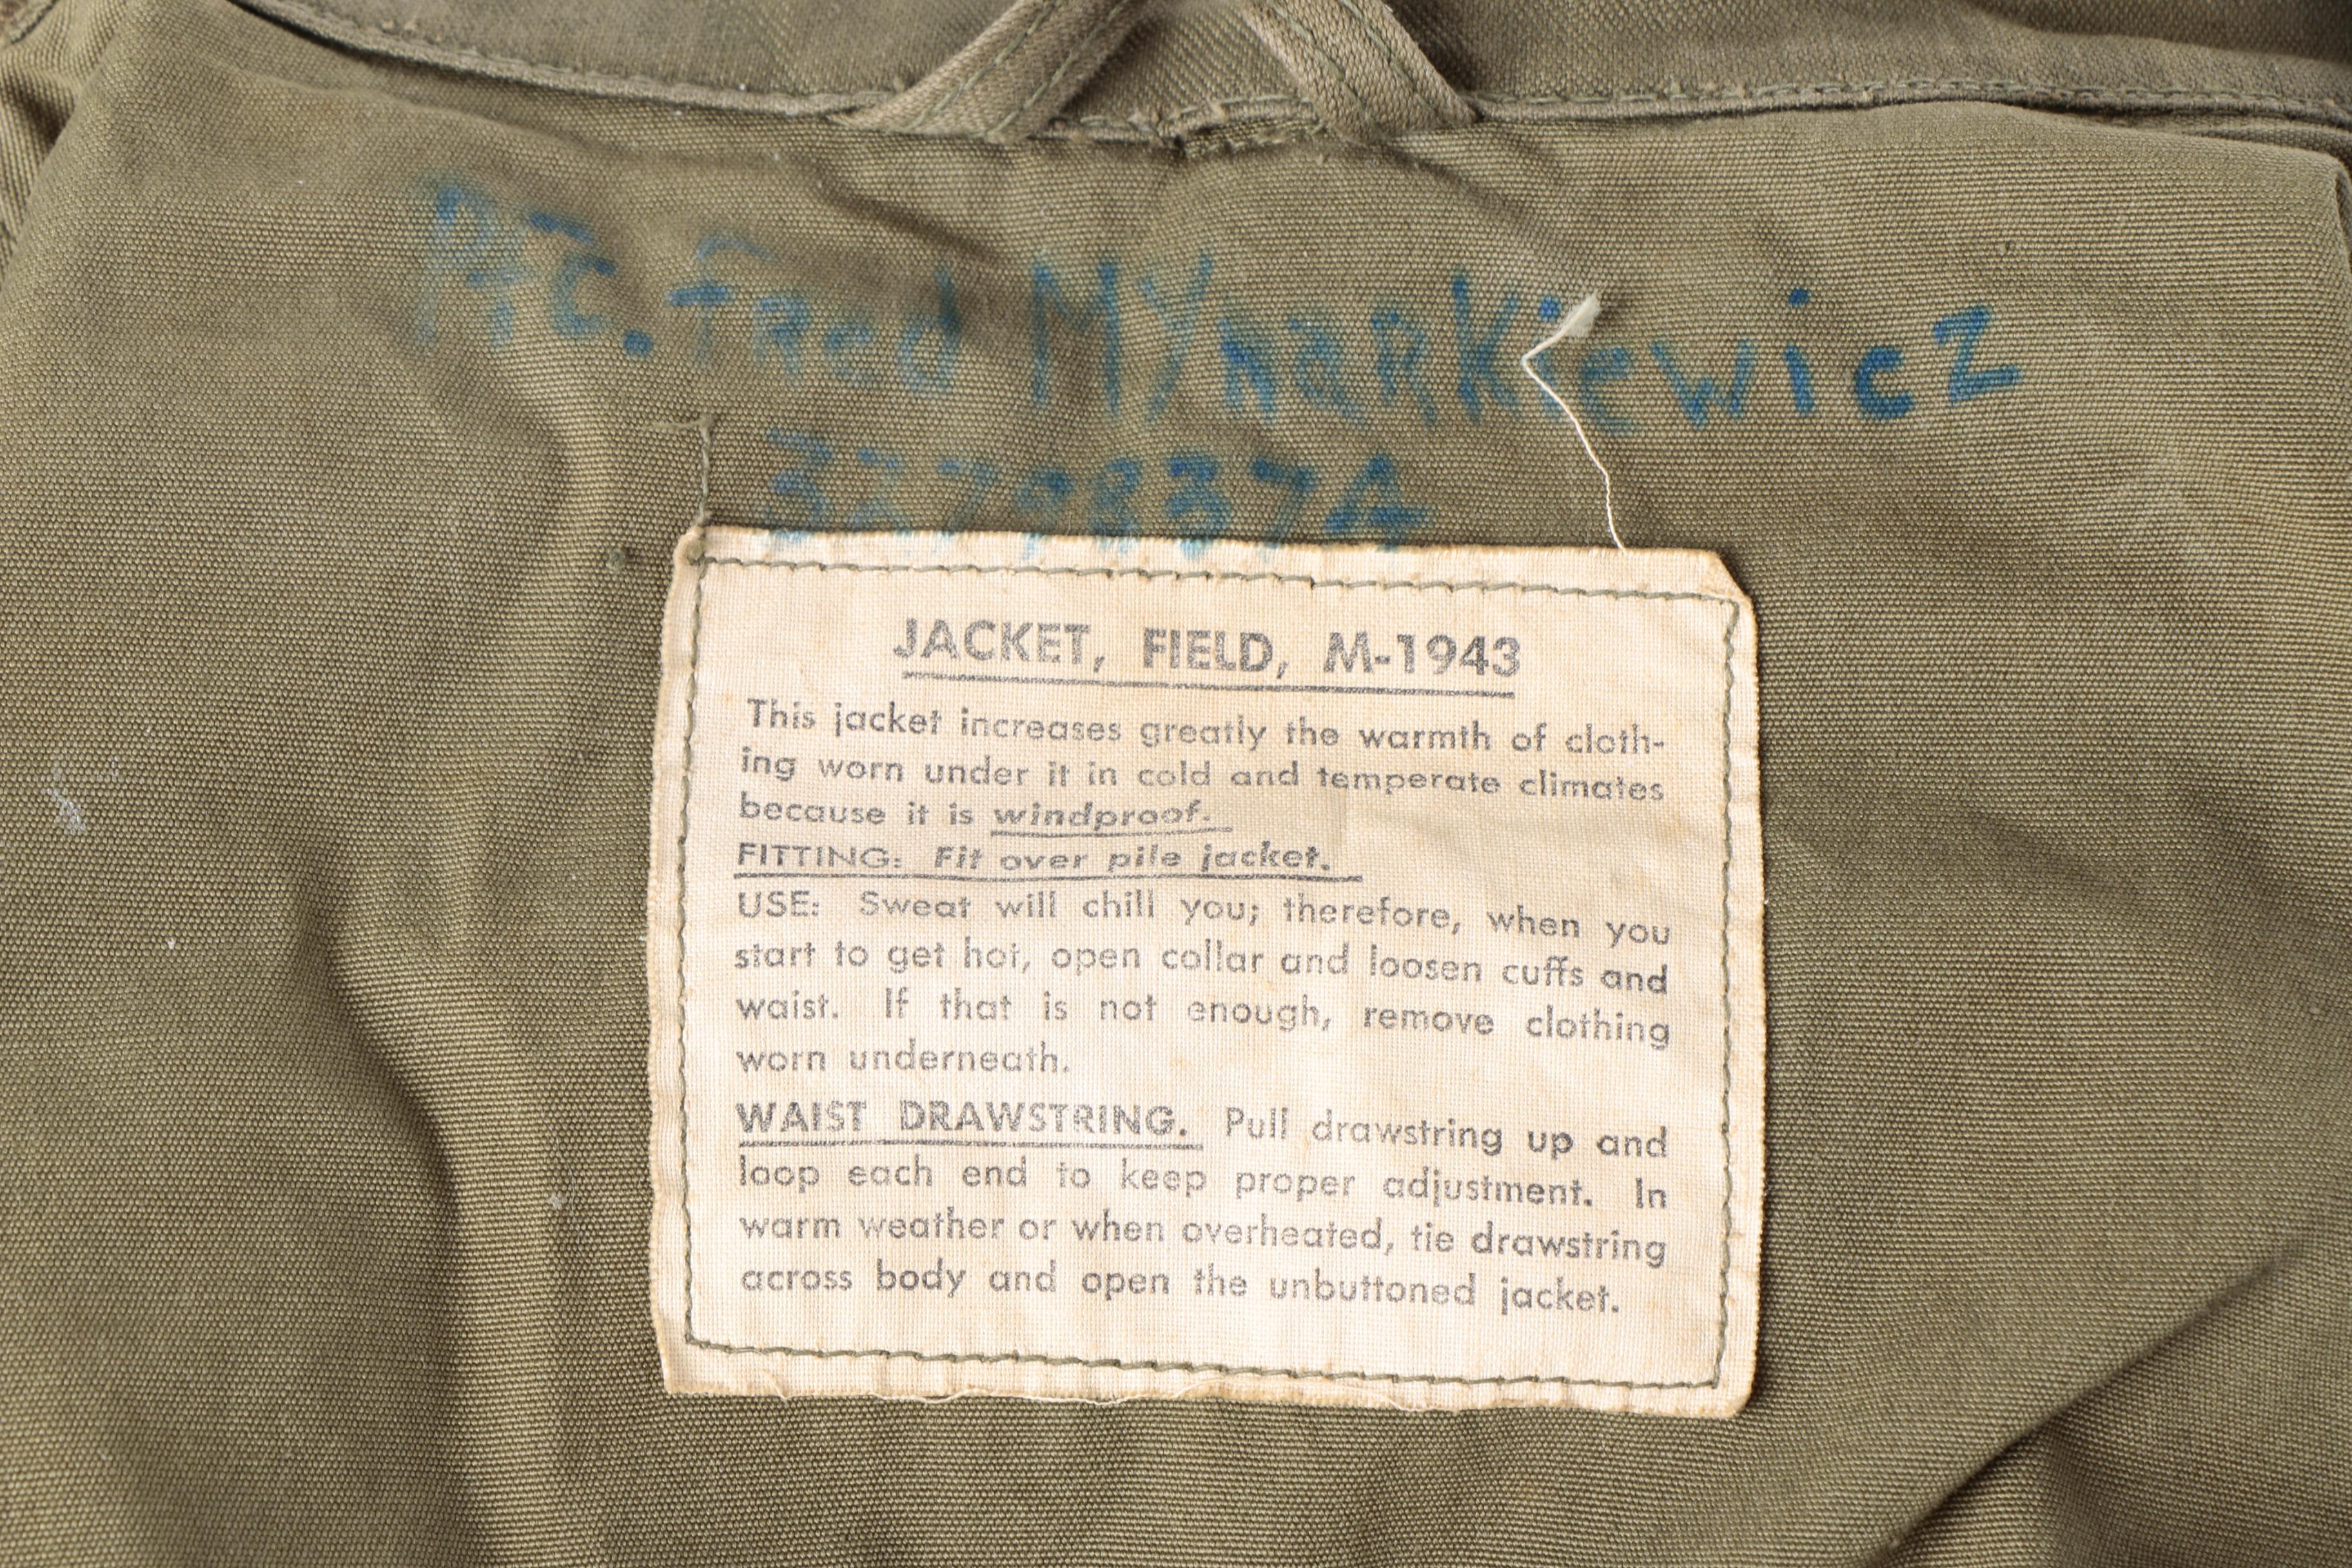 Pfc. Fred MYnaRKiewicz
32798374
JACKET, FIELD, M-1943
This jacket increases greatly the warmth of cloth-
ing worn under it in cold and temperate climates
because it is windproof.
FITTING: Fit over pile jacket.
USE: Sweat will chill you; therefore, when you
start to get hot, open collar and loosen cuffs and
waist. If that is not enough, remove clothing
worn underneath.
WAIST DRAWSTRING. Pull drawstring up and
loop each end to keep proper adjustment. In
warm weather or when overheated, tie drawstring
across body and open the unbuttoned jacket.